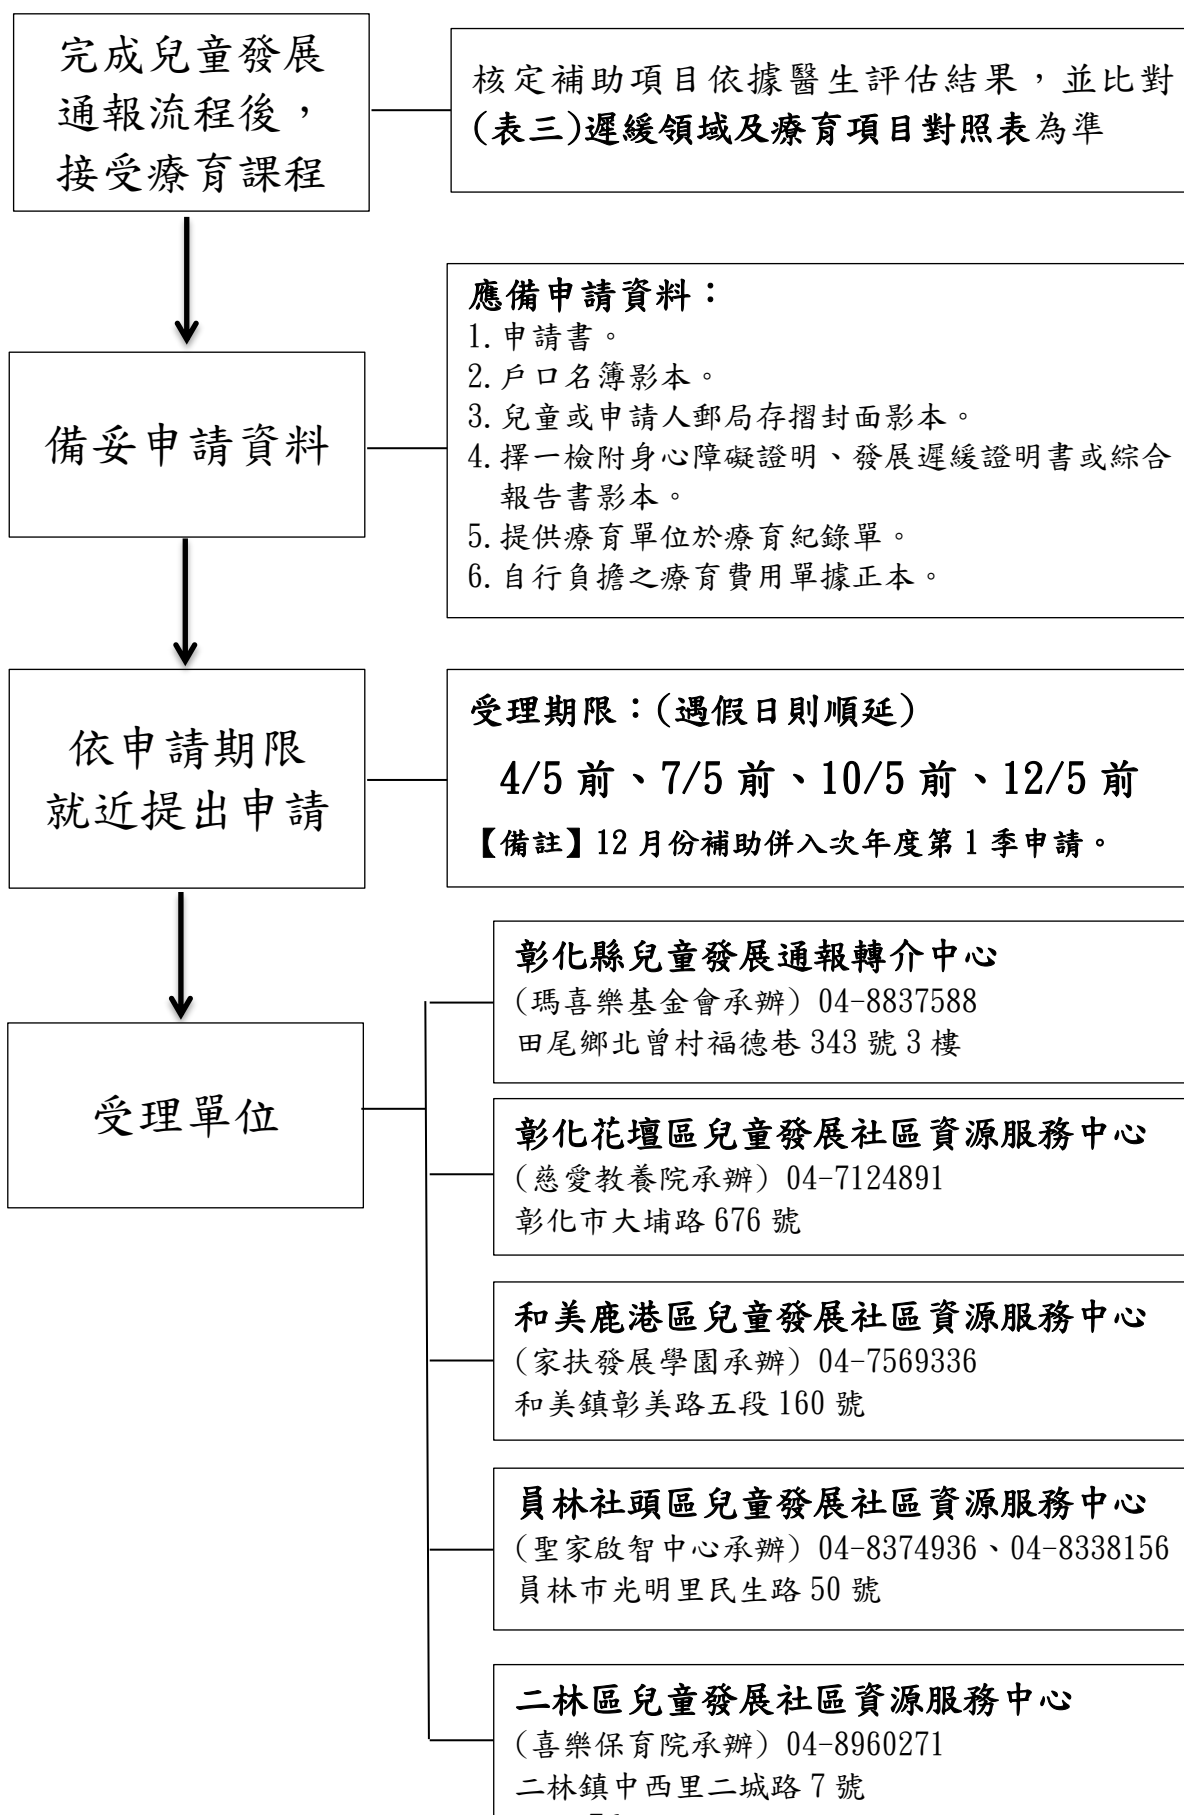 完成兒童發展
通報流程後，
接受療育課程
核定補助項目依據醫生評估結果，並比對
(表三)遲緩領域及療育項目對照表為準
備妥申請資料
應備申請資料：
1.申請書。
2.戶口名簿影本。
3.兒童或申請人郵局存摺封面影本。
4.擇一檢附身心障礙證明、發展遲緩證明書或綜合
報告書影本。
5.提供療育單位於療育紀錄單。
6.自行負擔之療育費用單據正本。
依申請期限
就近提出申請
受理期限：(遇假日則順延)
4/5 前、7/5 前、10/5 前、12/5 前
【備註】12 月份補助併入次年度第 1 季申請。
受理單位
彰化縣兒童發展通報轉介中心
(瑪喜樂基金會承辦) 04-8837588
田尾鄉北曾村福德巷 343 號 3 樓
彰化花壇區兒童發展社區資源服務中心
(慈愛教養院承辦) 04-7124891
彰化市大埔路 676 號
和美鹿港區兒童發展社區資源服務中心
(家扶發展學園承辦) 04-7569336
和美鎮彰美路五段 160 號
員林社頭區兒童發展社區資源服務中心
(聖家啟智中心承辦) 04-8374936、04-8338156
員林市光明里民生路 50 號
二林區兒童發展社區資源服務中心
(喜樂保育院承辦) 04-8960271
二林鎮中西里二城路 7 號